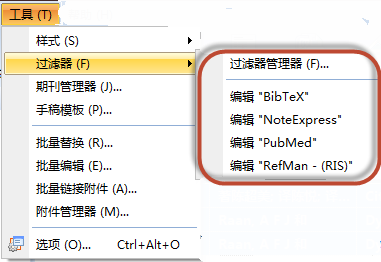 工具 (T)
样式 (S)
过滤器 (F)
期刊管理器 (J)...
手稿模板 (P)...
批量替换 (R)...
批量编辑 (E)...
批量链接附件 (A)...
附件管理器 (M)...
选项 (O)... Ctrl+Alt+O
过滤器管理器 (F)...
编辑 "BibTeX"
编辑 "NoteExpress"
编辑 "PubMed"
编辑 "RefMan - (RIS)"